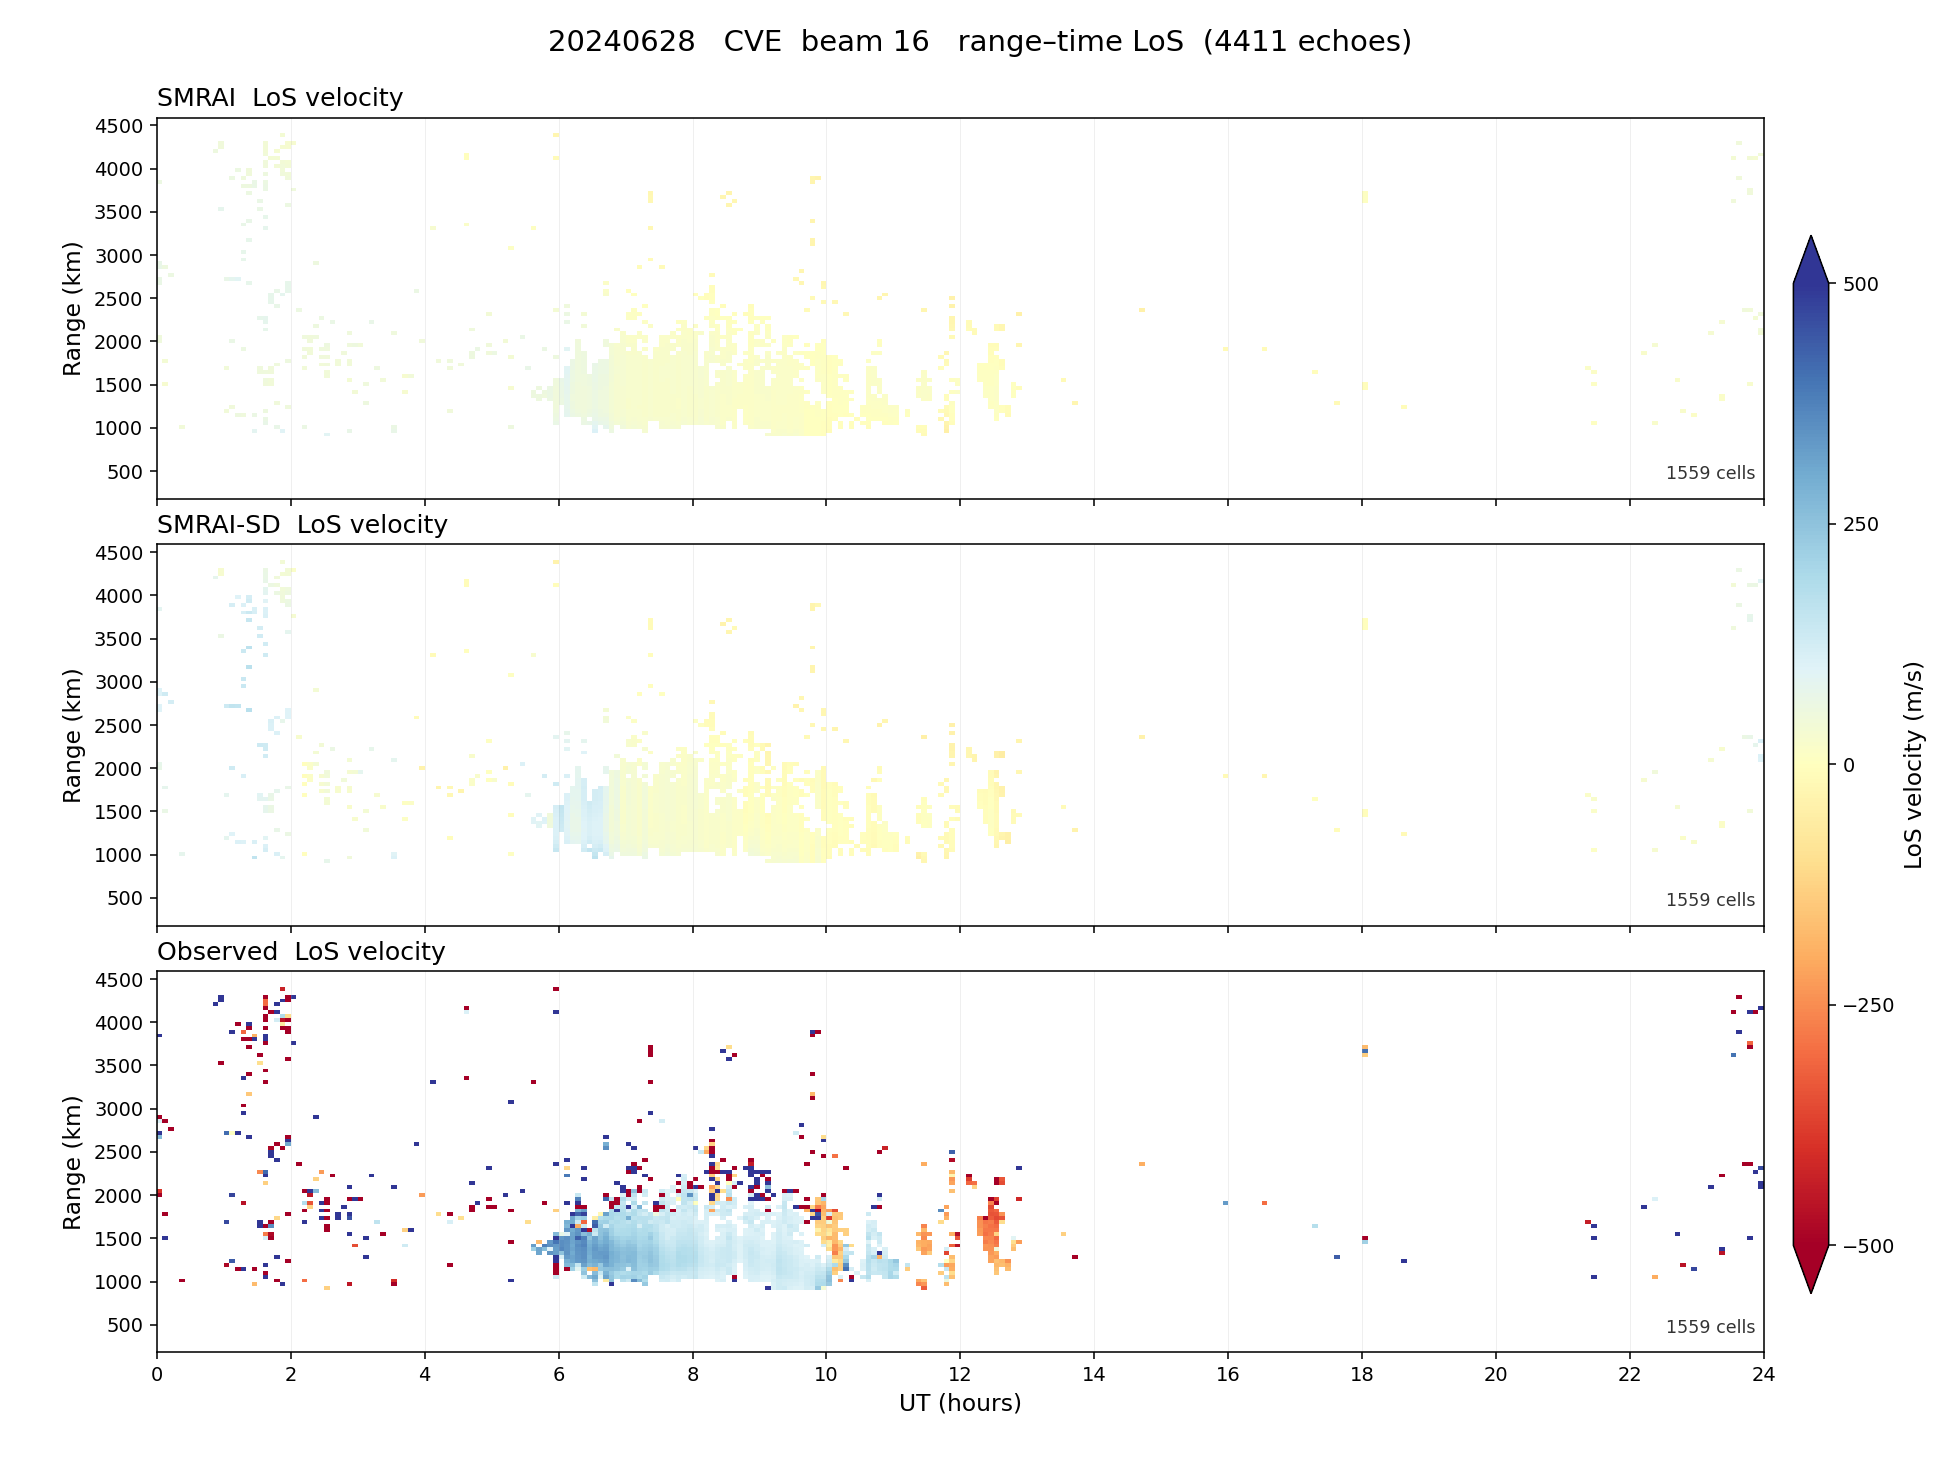 20240628   CVE  beam 16   range–time LoS  (4411 echoes)
SMRAI  LoS velocity
4500
4000
3500
3000
2500
2000
1500
1000
500
Range (km)
1559 cells
SMRAI-SD  LoS velocity
4500
4000
3500
3000
2500
2000
1500
1000
500
Range (km)
1559 cells
Observed  LoS velocity
4500
4000
3500
3000
2500
2000
1500
1000
500
Range (km)
1559 cells
0 2 4 6 8 10 12 14 16 18 20 22 24
UT (hours)
500
250
0
−250
−500
LoS velocity (m/s)